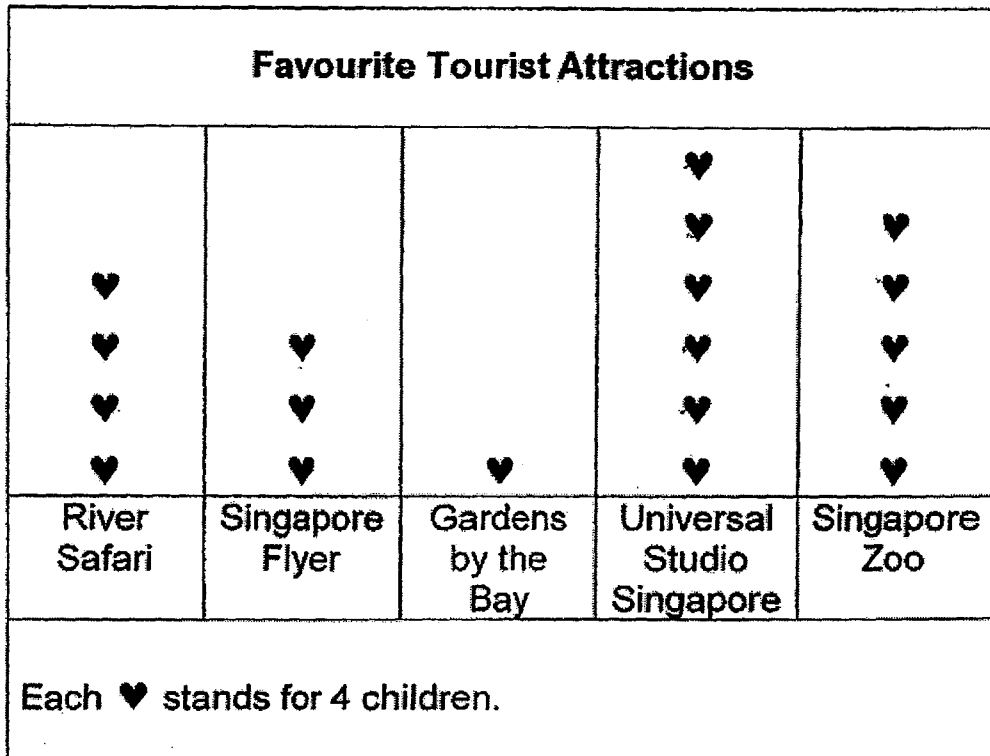 Favourite Tourist Attractions
River
Safari
Singapore
Flyer
Gardens
by the
Bay
Universal
Studio
Singapore
Singapore
Zoo
Each ♥ stands for 4 children.